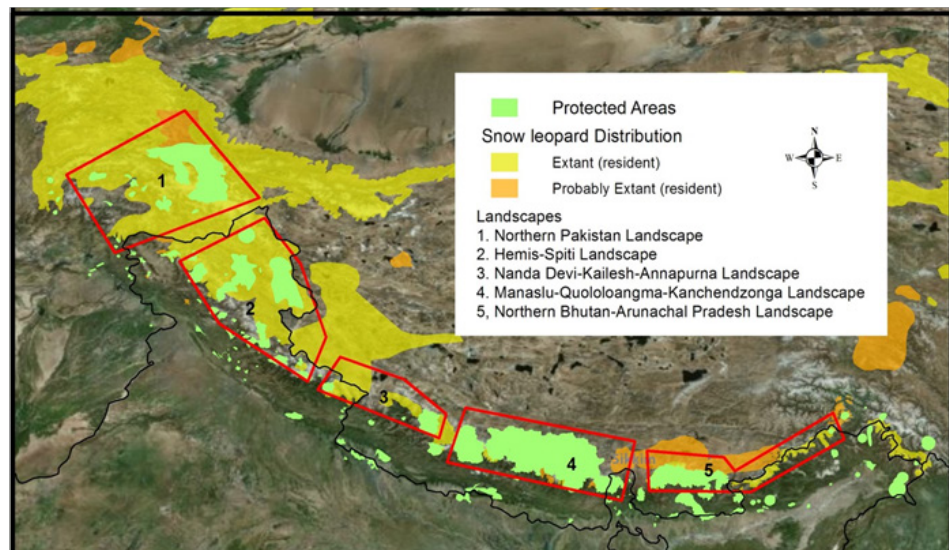 Protected Areas
Snow leopard Distribution
Extant (resident)
Probably Extant (resident)
N
W E
S
Landscapes
1. Northern Pakistan Landscape
2. Hemis-Spiti Landscape
3. Nanda Devi-Kailesh-Annapurna Landscape
4. Manaslu-Quololoangma-Kanchendzonga Landscape
5, Northern Bhutan-Arunachal Pradesh Landscape
1
2
3
4
5